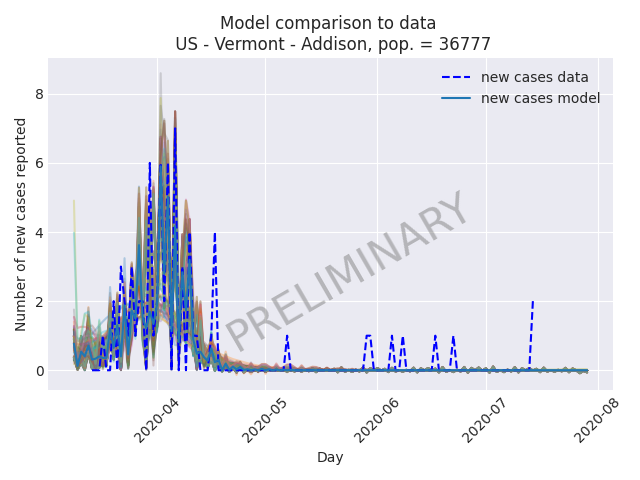 Model comparison to data
US - Vermont - Addison, pop. = 36777
new cases data
new cases model
Number of new cases reported
8
6
4
2
0
PRELIMINARY
2020-04
2020-05
2020-06
2020-07
2020-08
Day